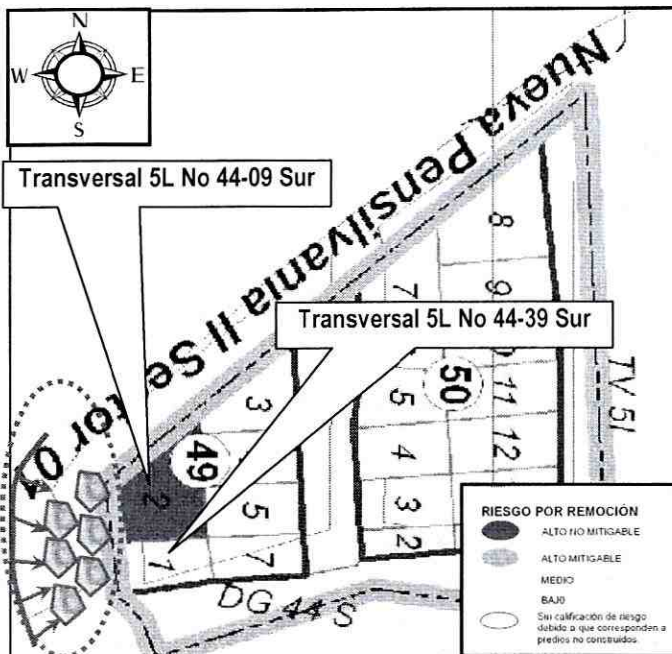 N
W E
S
Transversal 5L No 44-09 Sur
Nueva Pensilvania II Sector 01
Transversal 5L No 44-39 Sur
8
7
9
50
11
5
TV 5I
3
12
49
4
2
5
3
1
7
2
DG 44 S
RIESGO POR REMOCIÓN
ALTO NO MITIGABLE
ALTO MITIGABLE
MEDIO
BAJO
Sin calificación de riesgo
debido a que corresponden a
predios no construidos.